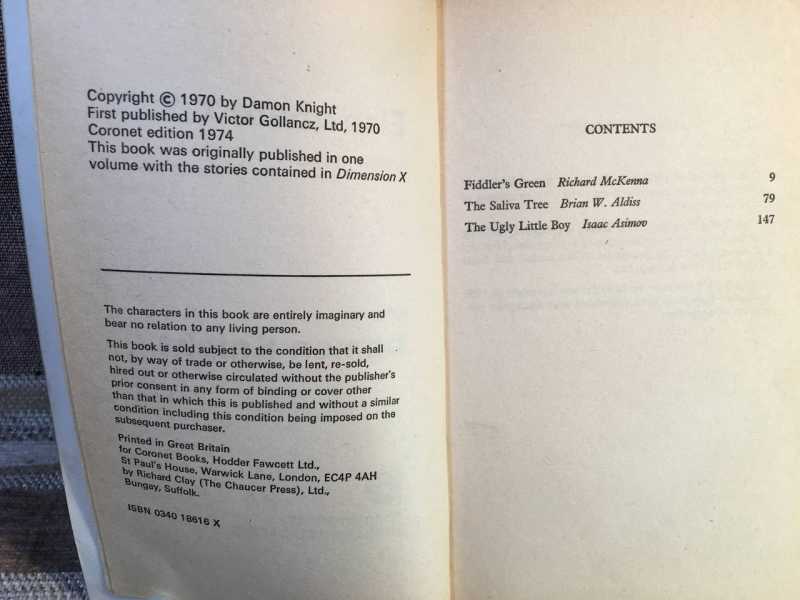 Copyright © 1970 by Damon Knight
First published by Victor Gollancz, Ltd, 1970
Coronet edition 1974
This book was originally published in one
volume with the stories contained in Dimension X
The characters in this book are entirely imaginary and
bear no relation to any living person.
This book is sold subject to the condition that it shall
not, by way of trade or otherwise, be lent, re-sold,
hired out or otherwise circulated without the publisher's
prior consent in any form of binding or cover other
than that in which this is published and without a similar
condition including this condition being imposed on the
subsequent purchaser.
Printed in Great Britain
for Coronet Books, Hodder Fawcett Ltd.,
St Paul's House, Warwick Lane, London, EC4P 4AH
by Richard Clay (The Chaucer Press), Ltd.,
Bungay, Suffolk.
ISBN 0340 18616 X
CONTENTS
Fiddler's Green Richard McKenna 9
The Saliva Tree Brian W. Aldiss 79
The Ugly Little Boy Isaac Asimov 147